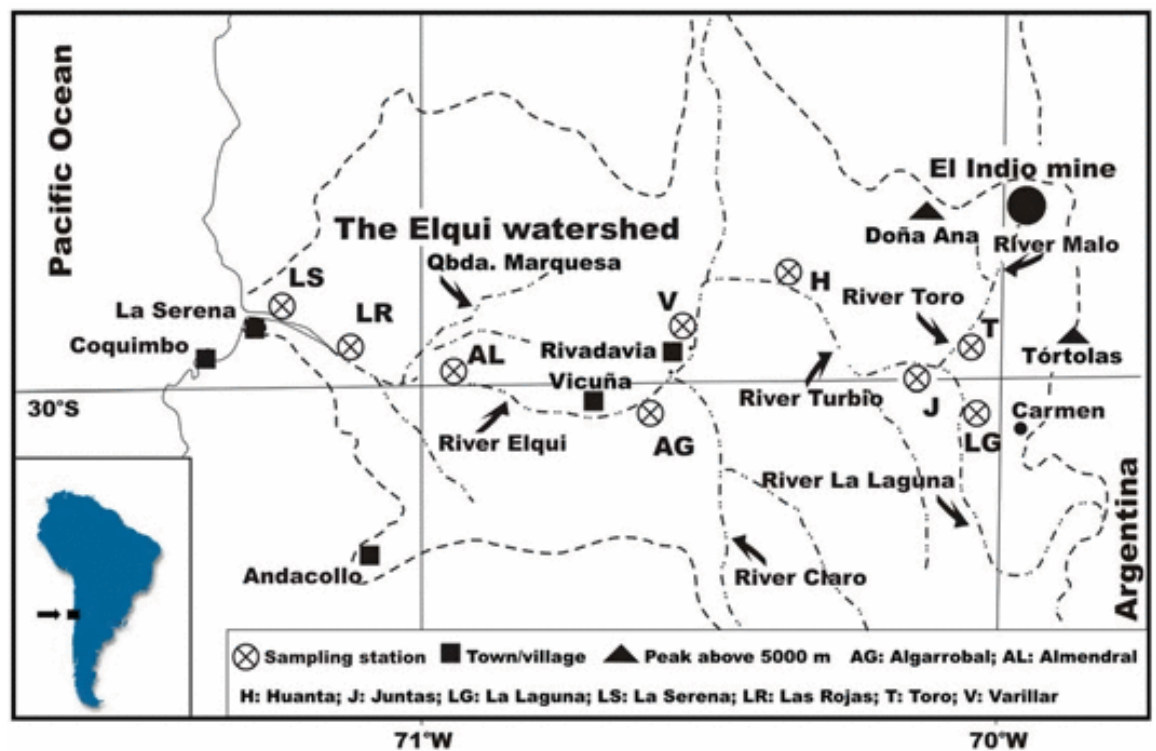 Pacific Ocean
El Indio mine
The Elqui watershed
Doña Ana
River Malo
Qbda. Marquesa
LS
H
La Serena
LR
V
River Toro
T
Coquimbo
AL
Rivadavia
Tórtolas
Vicuña
River Turbio
30°S
J
Carmen
River Elqui
AG
LG
River La Laguna
Argentina
Andacollo
River Claro
Sampling station
Town/village
Peak above 5000 m
AG: Algarrobal; AL: Almendral
H: Huanta; J: Juntas; LG: La Laguna; LS: La Serena; LR: Las Rojas; T: Toro; V: Varillar
71°W
70°W